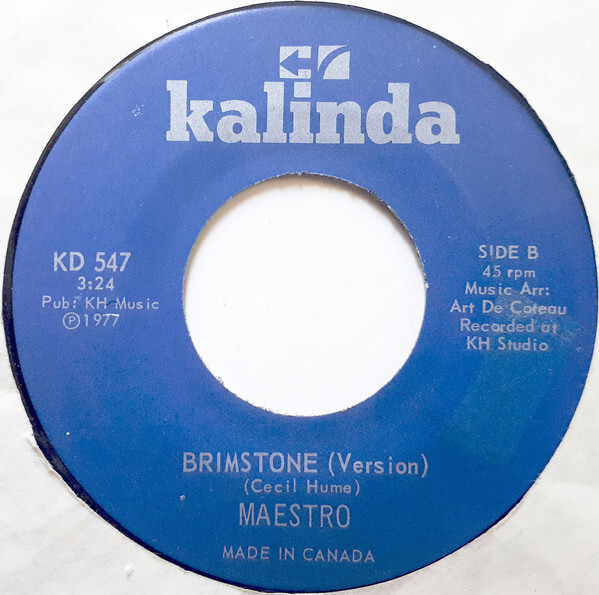 kalinda
KD 547
3:24
Pub: KH Music
Ⓟ1977
SIDE B
45 rpm
Music Arr:
Art De Coteau
Recorded at
KH Studio
BRIMSTONE (Version)
(Cecil Hume)
MAESTRO
MADE IN CANADA